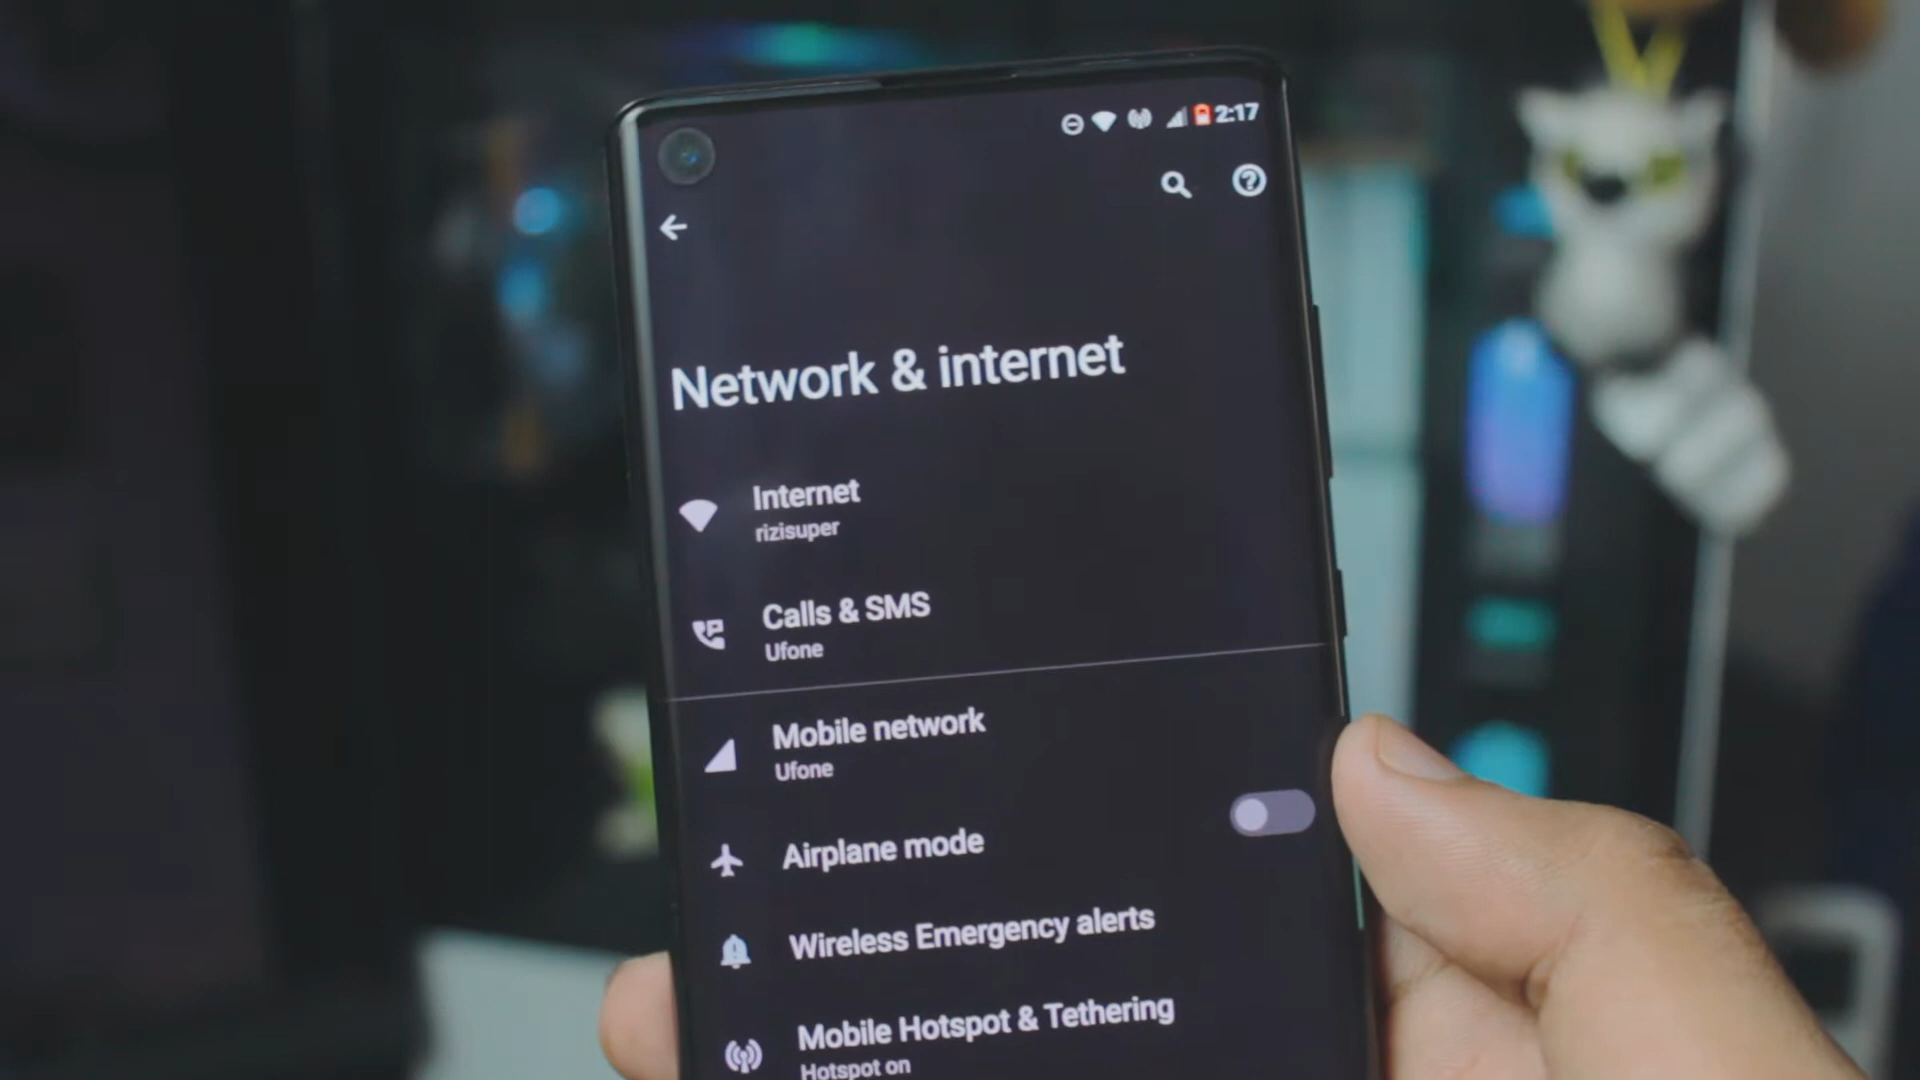 2:17
Network & internet
Internet
rizisuper
Calls & SMS
Ufone
Mobile network
Ufone
Airplane mode
Wireless Emergency alerts
Mobile Hotspot & Tethering
Hotspot on